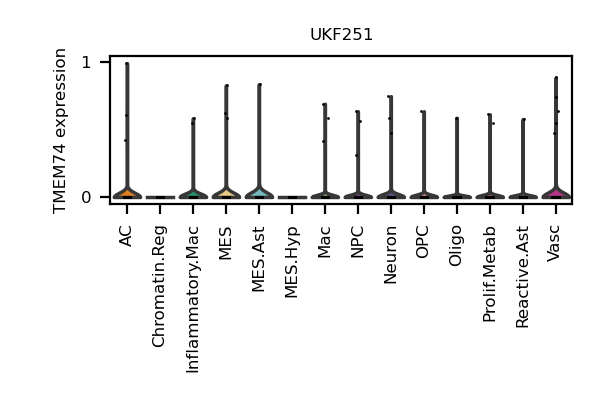 UKF251
TMEM74 expression
1
0
AC
Chromatin.Reg
Inflammatory.Mac
MES
MES.Ast
MES.Hyp
Mac
NPC
Neuron
OPC
Oligo
Prolif.Metab
Reactive.Ast
Vasc